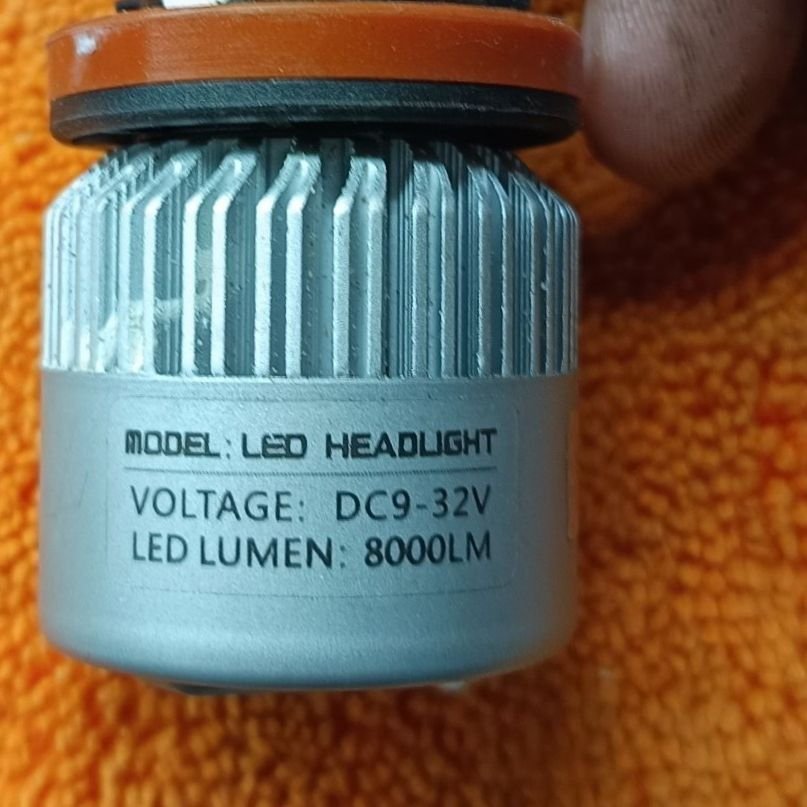 MODEL: LED HEADLIGHT
VOLTAGE: DC9-32V
LED LUMEN: 8000LM